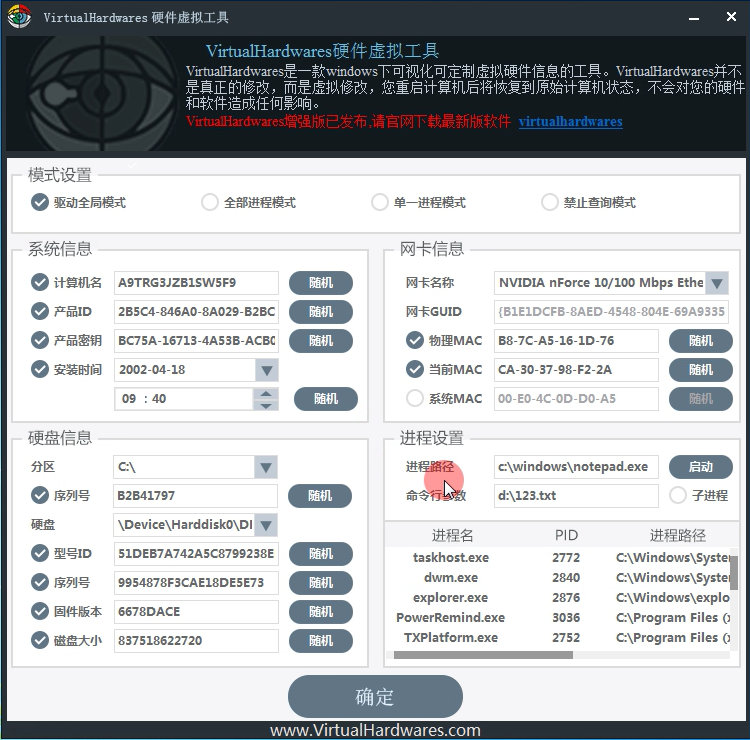 VirtualHardwares 硬件虚拟工具
VirtualHardwares硬件虚拟工具
VirtualHardwares是一款windows下可视化可定制虚拟硬件信息的工具。VirtualHardwares并不
是真正的修改，而是虚拟修改，您重启计算机后将恢复到原始计算机状态，不会对您的硬件
和软件造成任何影响。
VirtualHardwares增强版已发布,请官网下载最新版软件 virtualhardwares
模式设置
驱动全局模式 全部进程模式 单一进程模式 禁止查询模式
系统信息
计算机名 A9TRG3JZB1SW5F9 随机
产品ID 2B5C4-846A0-8A029-B2BC 随机
产品密钥 BC75A-16713-4A53B-ACB0 随机
安装时间 2002-04-18
09 : 40 随机
网卡信息
网卡名称 NVIDIA nForce 10/100 Mbps Ethe
网卡GUID {B1E1DCFB-8AED-4548-804E-69A9335
物理MAC B8-7C-A5-16-1D-76 随机
当前MAC CA-30-37-98-F2-2A 随机
系统MAC 00-E0-4C-0D-D0-A5 随机
硬盘信息
分区 C:\
序列号 B2B41797 随机
硬盘 \Device\Harddisk0\DI
型号ID 51DEB7A742A5C8799238E 随机
序列号 9954878F3CAE18DE5E73 随机
固件版本 6678DACE 随机
磁盘大小 837518622720 随机
进程设置
进程路径 c:\windows\notepad.exe 启动
命令行参数 d:\123.txt 子进程
进程名 PID 进程路径
taskhost.exe 2772 C:\Windows\System
dwm.exe 2840 C:\Windows\System
explorer.exe 2876 C:\Windows\explo
PowerRemind.exe 3036 C:\Program Files (x
TXPlatform.exe 2752 C:\Program Files (x
确定
www.VirtualHardwares.com